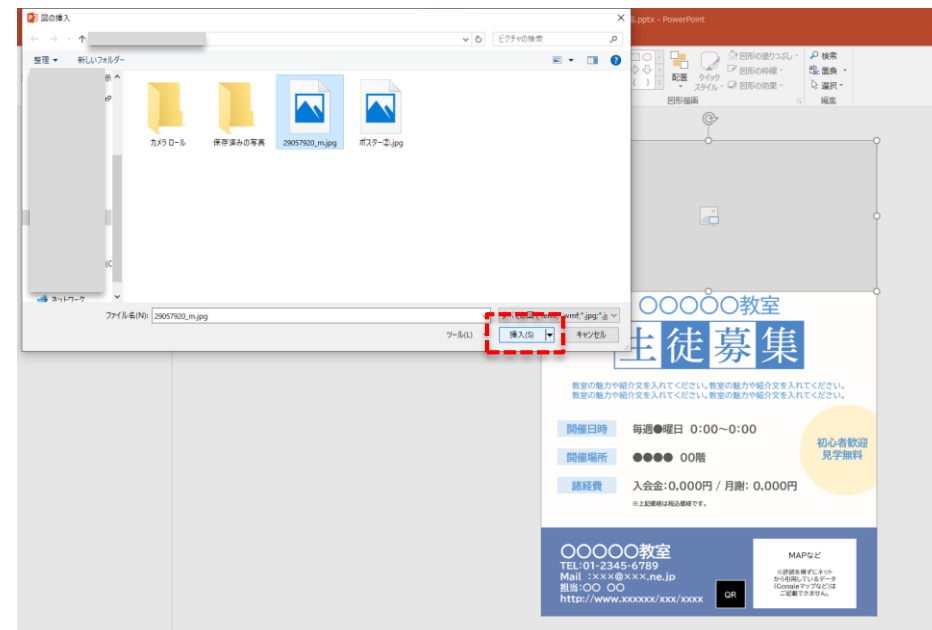 図の挿入
.pptx - PowerPoint
ピクチャの検索
整理
新しいフォルダー
図形の塗りつぶし
図形の枠線
図形の効果
配置
クイック
スタイル
図形描画
検索
置換
選択
編集
カメラ ロール
保存済みの写真
29057920_m.jpg
ポスター②.jpg
ネットワーク
ファイル名(N):
29057920_m.jpg
ツール(L)
挿入(S)
キャンセル
〇〇〇〇〇教室
生徒募集
教室の魅力や紹介文を入れてください。教室の魅力や紹介文を入れてください。
教室の魅力や紹介文を入れてください。教室の魅力や紹介文を入れてください。
開催日時
毎週●曜日 0:00~0:00
開催場所
●●●● 00階
諸経費
入会金:0,000円 / 月謝: 0,000円
※上記価格は税込価格です。
初心者歓迎
見学無料
〇〇〇〇〇教室
TEL:01-2345-6789
Mail :×××@×××.ne.jp
担当:〇〇 〇〇
http://www.xxxxxx/xxx/xxxx
QR
MAPなど
※許諾を得ずにネット
から引用しているデータ
(Googleマップなど)は
ご記載できません。